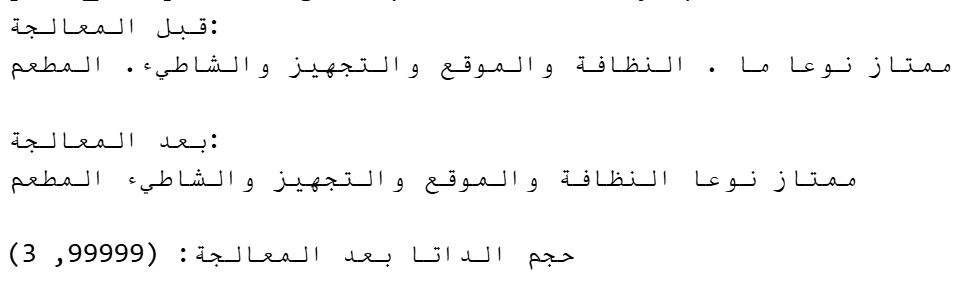 قبل المعالجة:
ممتاز نوعا ما . النظافة والموقع والتجهيز والشاطيء. المطعم
بعد المعالجة:
ممتاز نوعا النظافة والموقع والتجهيز والشاطيء المطعم
حجم الداتا بعد المعالجة: (99999, 3)